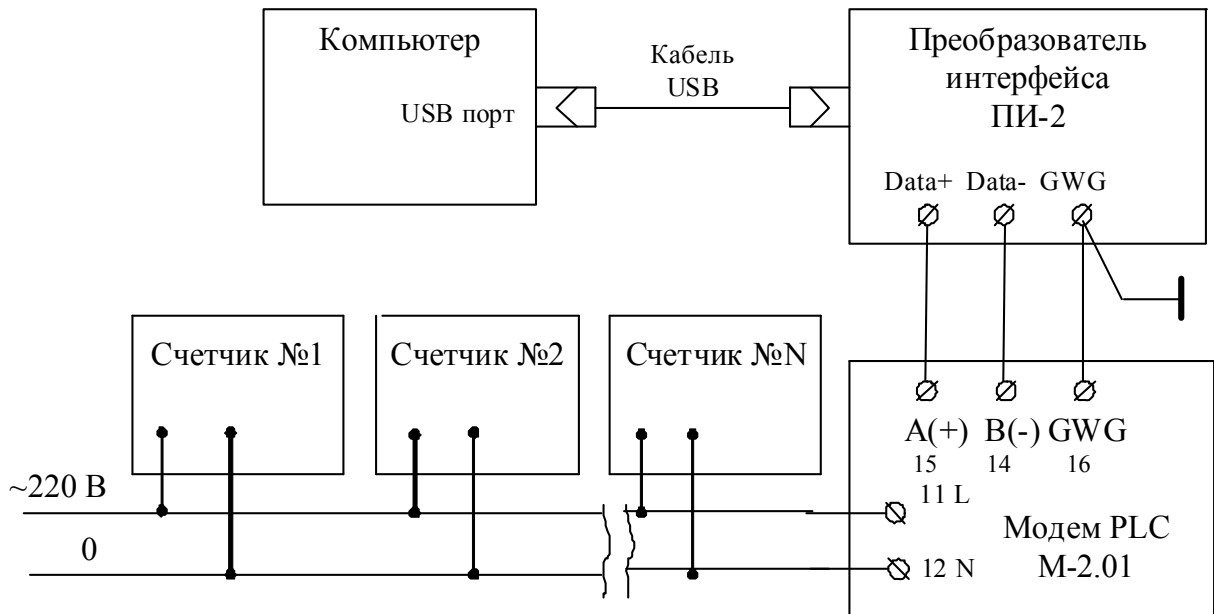 Компьютер
USB порт
Кабель
USB
Преобразователь
интерфейса
ПИ-2
Data+ Data- GWG
Счетчик №1
Счетчик №2
Счетчик №N
A(+) B(-) GWG
15 14 16
~220 В
0
11 L
12 N
Модем PLC
М-2.01